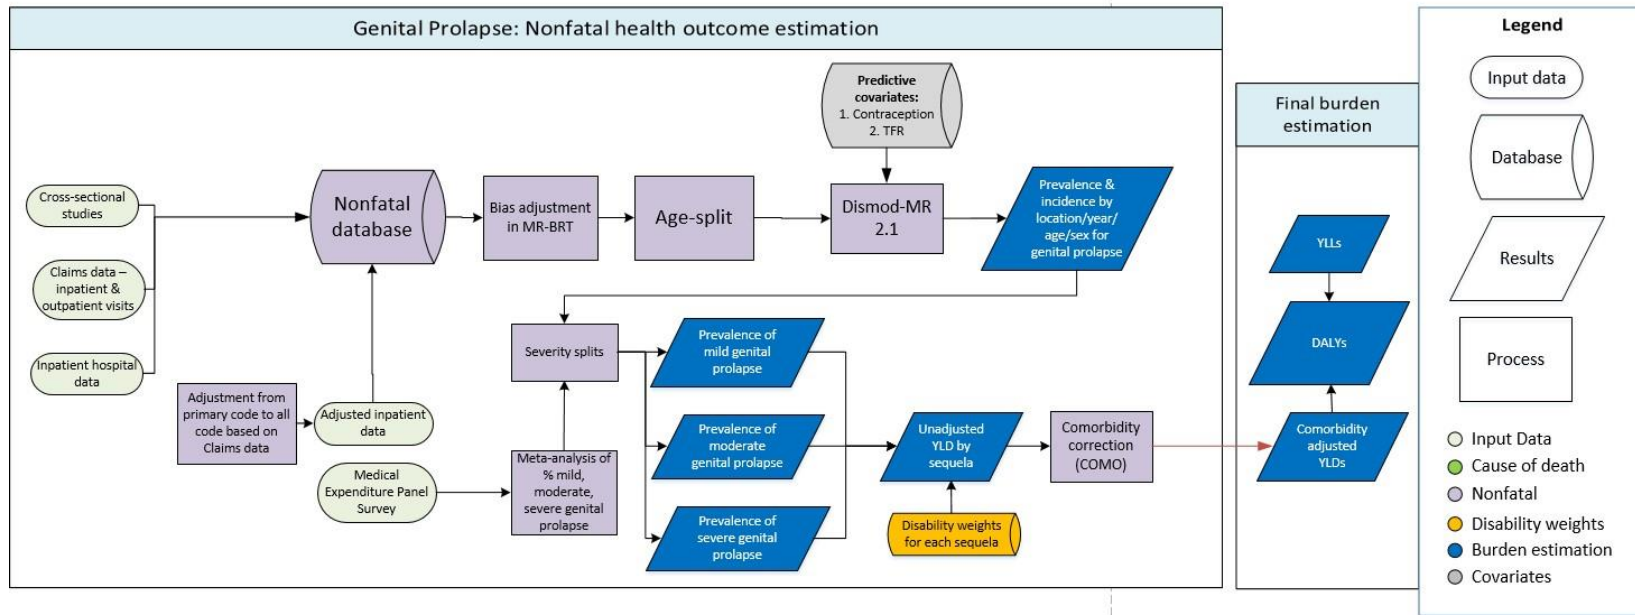 Genital Prolapse: Nonfatal health outcome estimation
Predictive
covariates:
1. Contraception
2. TFR
Cross-sectional
studies
Claims data –
inpatient &
outpatient visits
Inpatient hospital
data
Nonfatal
database
Bias adjustment
in MR-BRT
Age-split
Dismod-MR
2.1
Prevalence &
incidence by
location/year/
age/sex for
genital prolapse
Adjustment from
primary code to all
code based on
Claims data
Adjusted inpatient
data
Medical
Expenditure Panel
Survey
Severity splits
Meta-analysis of
% mild,
moderate,
severe genital
prolapse
Prevalence of
mild genital
prolapse
Prevalence of
moderate
genital prolapse
Prevalence of
severe genital
prolapse
Unadjusted
YLD by
sequela
Disability weights
for each sequela
Comorbidity
correction
(COMO)
Final burden
estimation
YLLs
DALYs
Comorbidity
adjusted
YLDs
Legend
Input data
Database
Results
Process
Input Data
Cause of death
Nonfatal
Disability weights
Burden estimation
Covariates